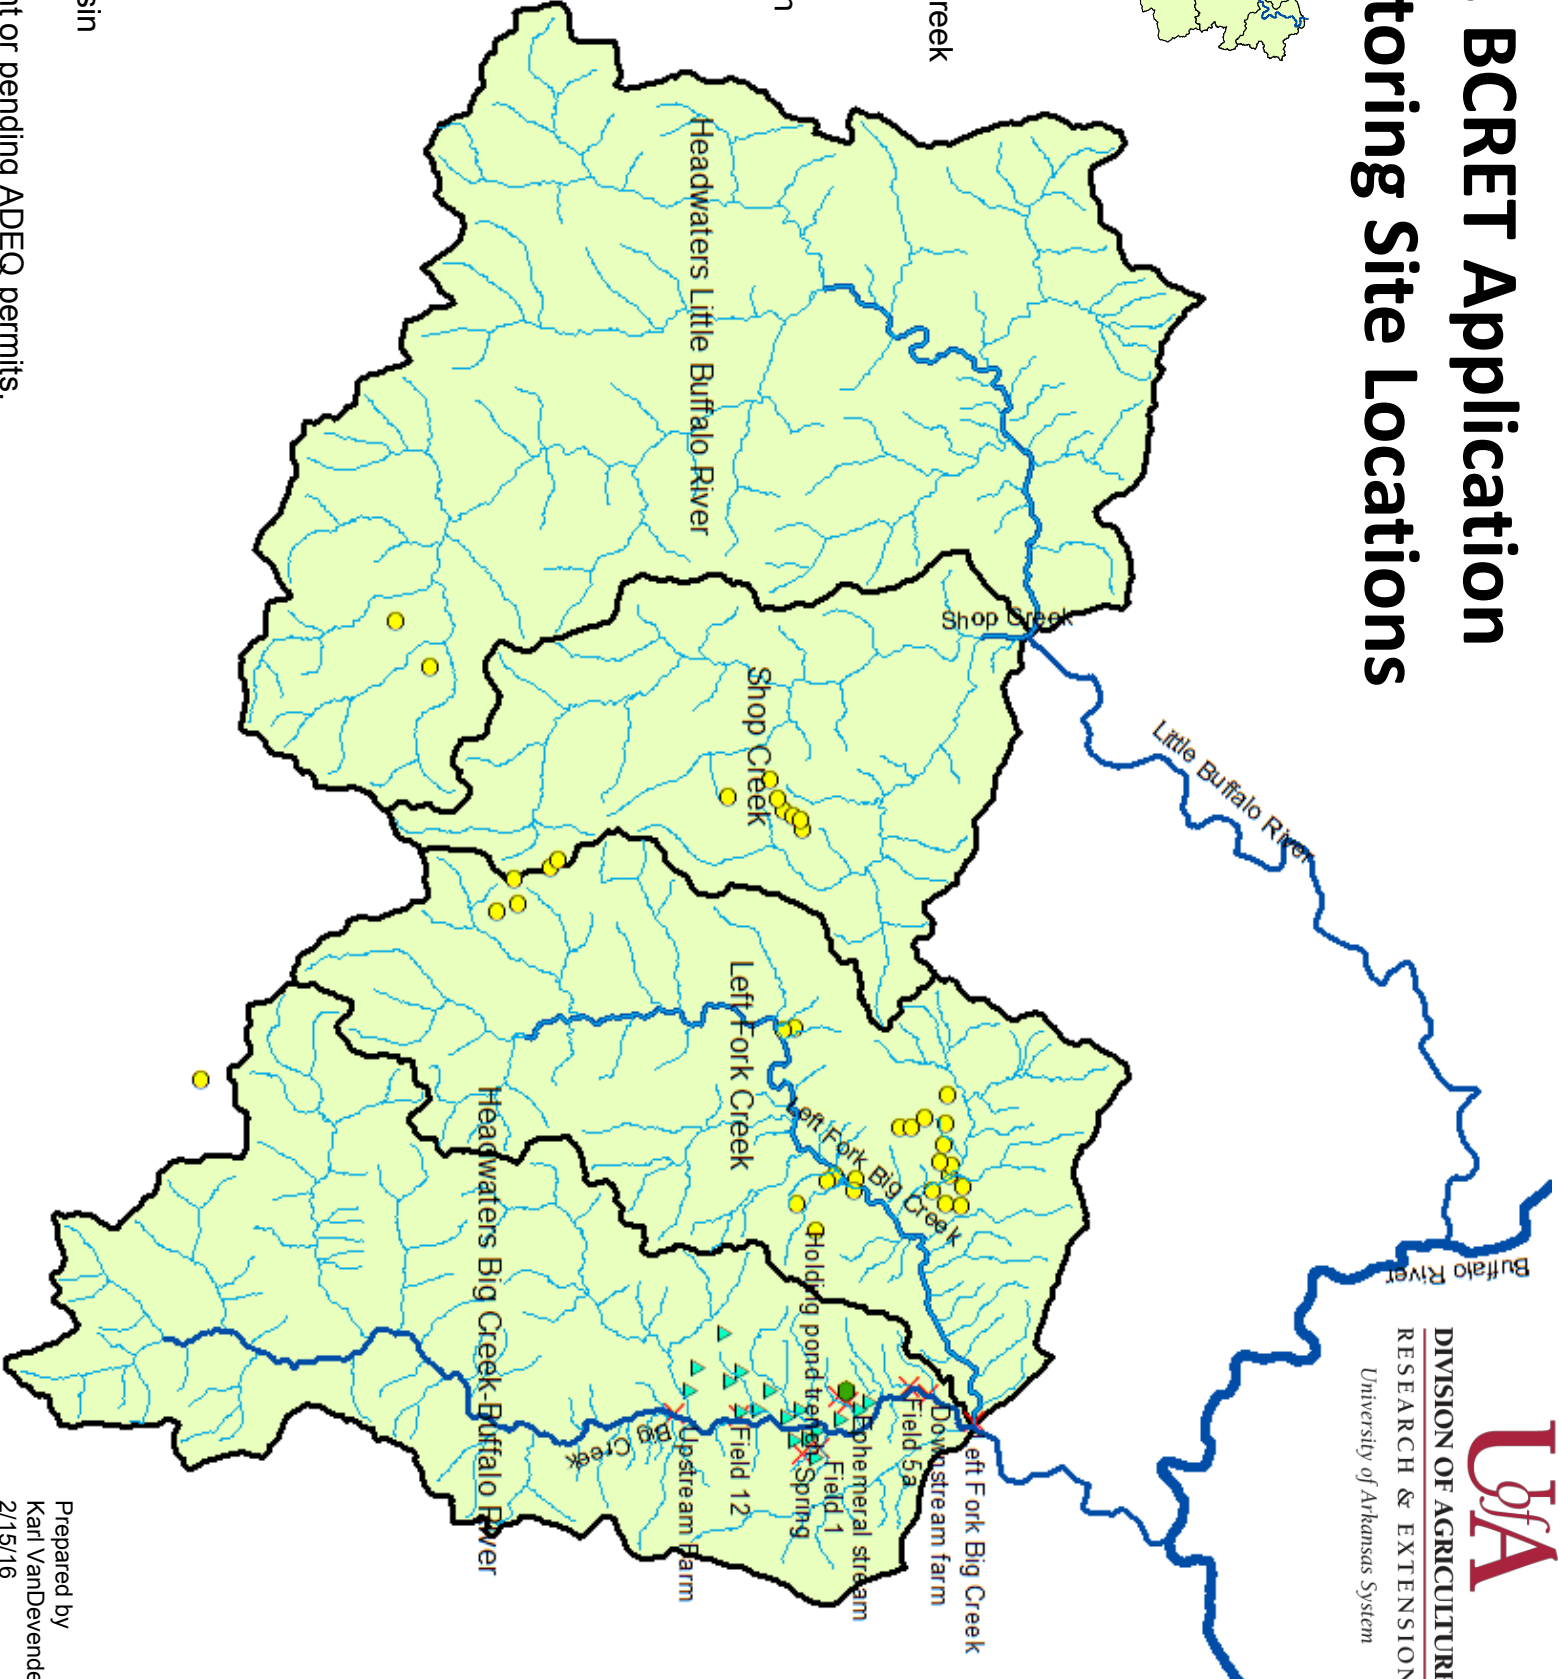 BCRET Application
toring Site Locations
UofA
DIVISION OF AGRICULTURE
RESEARCH & EXTENSION
University of Arkansas System
reek
n
sin
nt or pending ADEQ permits.
Headwaters Little Buffalo River
Shop Creek
Shop Creek
Little Buffalo River
Buffalo River
Left Fork Creek
Left Fork Big Creek
Headwaters Big Creek-Buffalo River
Big Creek
eft Fork Big Creek
Downstream farm
Field 5a
Ephemeral stream
Field 1
Holding pond trench
Spring
Field 12
Upstream Farm
Prepared by
Karl VanDevende
2/15/16